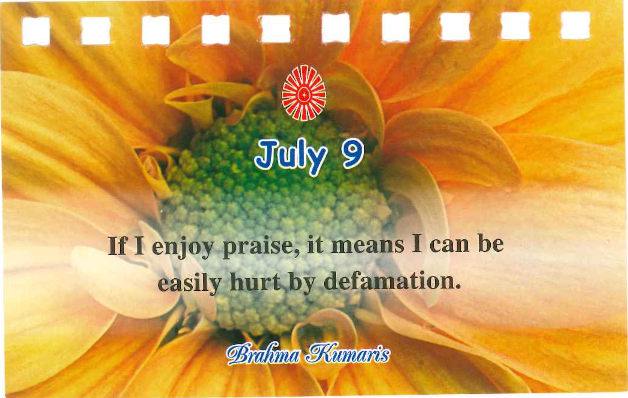 July 9
If I enjoy praise, it means I can be
easily hurt by defamation.
Brahma Kumaris